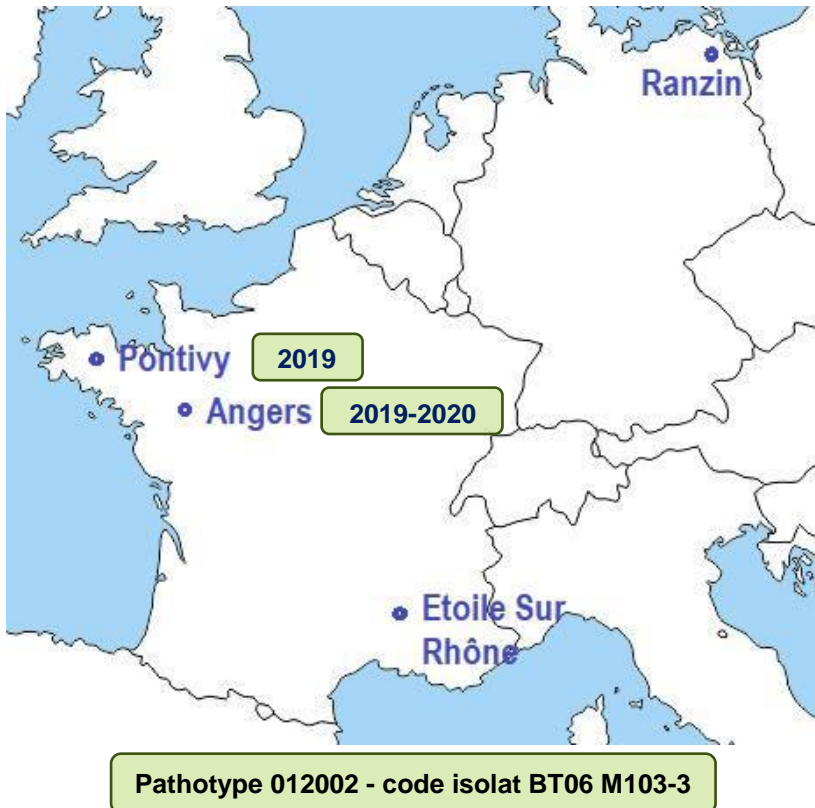 Ranzin
Pontivy 2019
Angers 2019-2020
Etoile Sur
Rhône
Pathotype 012002 - code isolat BT06 M103-3